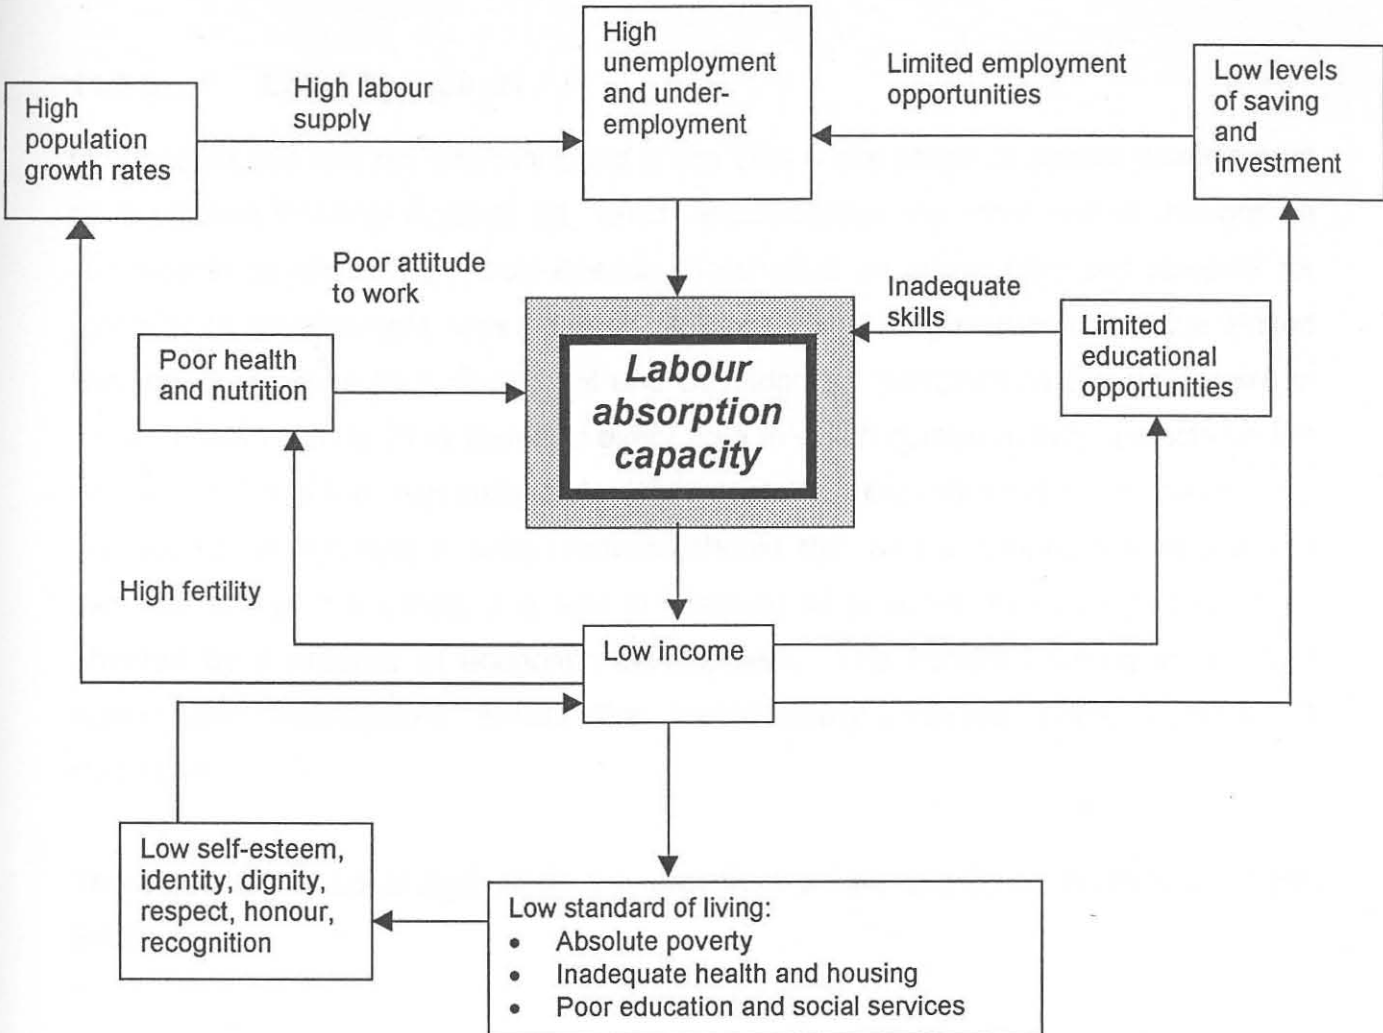 High
unemployment
and under-
employment
Limited employment
opportunities
Low levels
of saving
and
investment
High labour
supply
High
population
growth rates
Poor attitude
to work
Inadequate
skills
Limited
educational
opportunities
Poor health
and nutrition
Labour
absorption
capacity
High fertility
Low income
Low self-esteem,
identity, dignity,
respect, honour,
recognition
Low standard of living:
• Absolute poverty
• Inadequate health and housing
• Poor education and social services